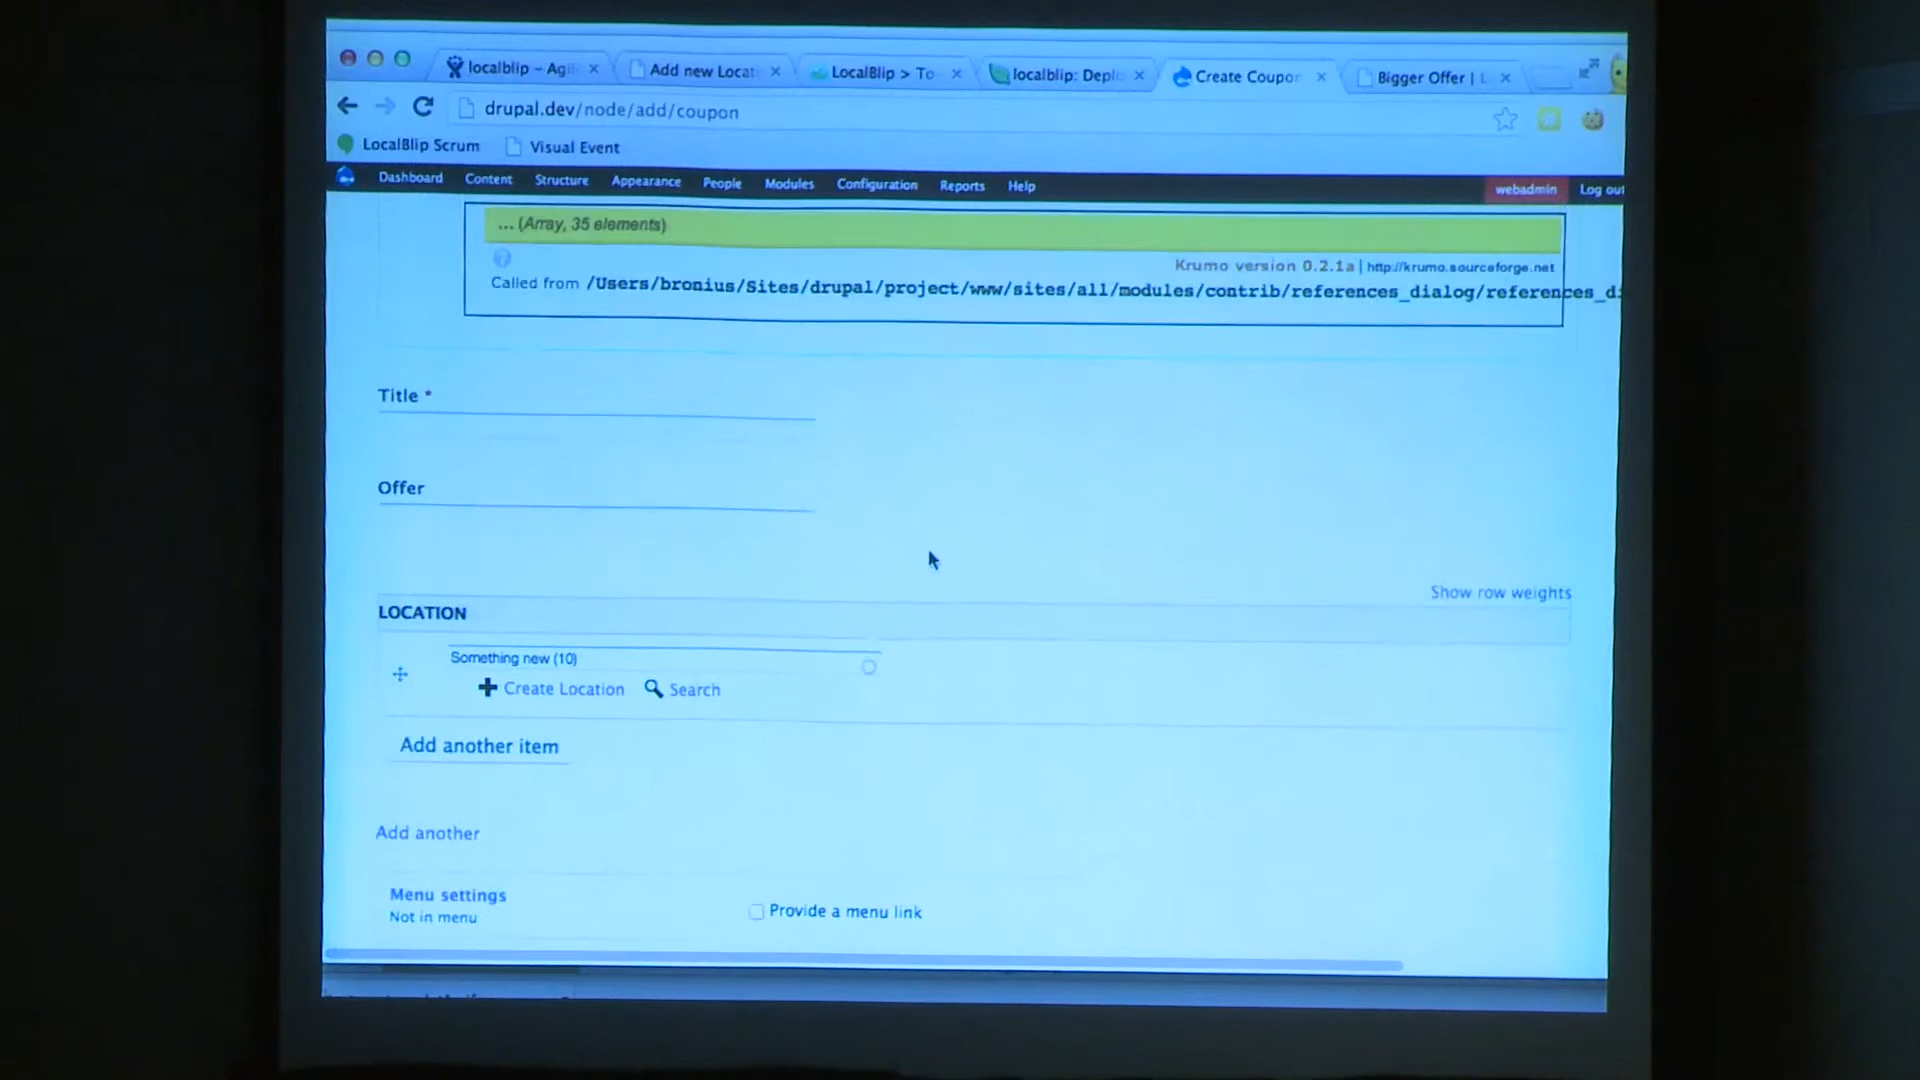 localblip - Agil
Add new Locat
LocalBlip > To
localblip: Deplo
Create Coupon
Bigger Offer | L
drupal.dev/node/add/coupon
LocalBlip Scrum
Visual Event
Dashboard Content Structure Appearance People Modules Configuration Reports Help
webadmin
Log out
... (Array, 35 elements)
Krumo version 0.2.1a | http://krumo.sourceforge.net
Called from /Users/bronius/Sites/drupal/project/www/sites/all/modules/contrib/references_dialog/references_di
Title *
Offer
Show row weights
LOCATION
Something new (10)
Create Location
Search
Add another item
Add another
Menu settings
Not in menu
Provide a menu link